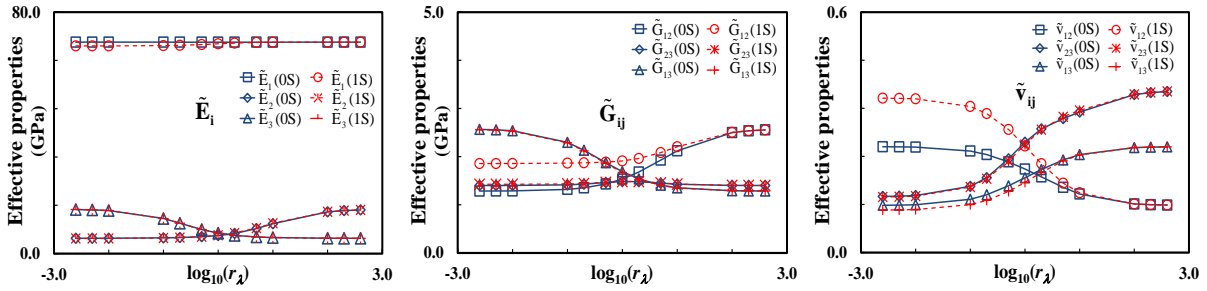 Effective properties
(GPa)
80.0
0.0
-3.0
3.0
log₁₀(r_λ)
Ẽᵢ
Ẽ₁(0S)
Ẽ₁(1S)
Ẽ₂(0S)
Ẽ₂(1S)
Ẽ₃(0S)
Ẽ₃(1S)
Effective properties
(GPa)
5.0
0.0
-3.0
3.0
log₁₀(r_λ)
G̃ᵢⱼ
G̃₁₂(0S)
G̃₁₂(1S)
G̃₂₃(0S)
G̃₂₃(1S)
G̃₁₃(0S)
G̃₁₃(1S)
Effective properties
0.6
0.0
-3.0
3.0
log₁₀(r_λ)
ṽᵢⱼ
ṽ₁₂(0S)
ṽ₁₂(1S)
ṽ₂₃(0S)
ṽ₂₃(1S)
ṽ₁₃(0S)
ṽ₁₃(1S)